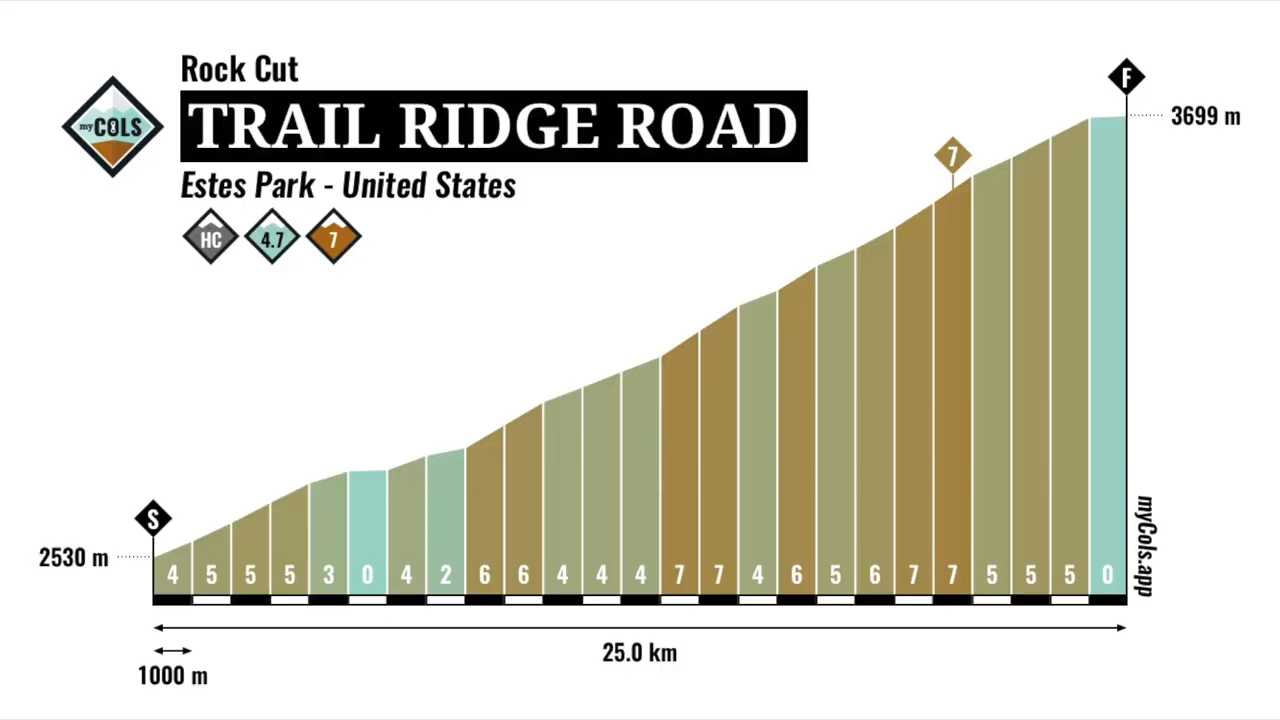 Rock Cut
TRAIL RIDGE ROAD
Estes Park - United States
myCOLS
HC 4.7 7
F
3699 m
7
S
2530 m
4 5 5 5 3 0 4 2 6 6 4 4 4 7 7 4 6 5 6 7 7 5 5 5 0
myCols.app
25.0 km
1000 m